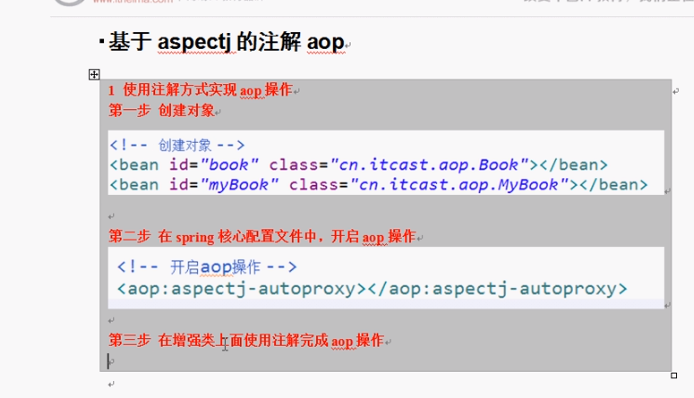 基于 aspectj 的注解 aop
1 使用注解方式实现 aop 操作
第一步 创建对象
<!-- 创建对象 -->
<bean id="book" class="cn.itcast.aop.Book"></bean>
<bean id="myBook" class="cn.itcast.aop.MyBook"></bean>
第二步 在 spring 核心配置文件中，开启 aop 操作
<!-- 开启aop操作 -->
<aop:aspectj-autoproxy></aop:aspectj-autoproxy>
第三步 在增强类上面使用注解完成 aop 操作